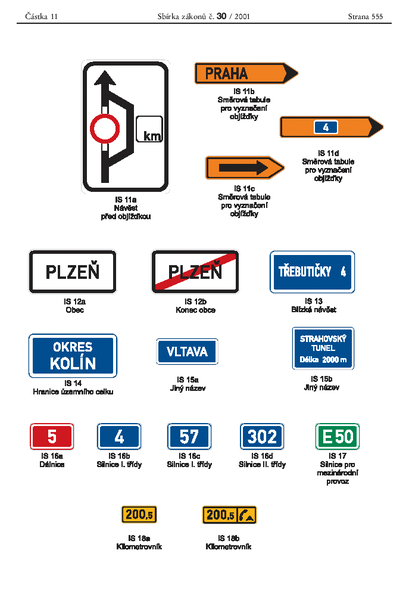 Částka 11
Sbírka zákonů č. 30 / 2001
Strana 555
km
IS 11a
Návěst
před objížďkou
PRAHA
IS 11b
Směrová tabule
pro vyznačení
objížďky
4
IS 11d
Směrová tabule
pro vyznačení
objížďky
IS 11c
Směrová tabule
pro vyznačení
objížďky
PLZEŇ
IS 12a
Obec
PLZEŇ
IS 12b
Konec obce
TŘEBUTIČKY 4
IS 13
Blízká návěst
OKRES
KOLÍN
IS 14
Hranice územního celku
VLTAVA
IS 15a
Jiný název
STRAHOVSKÝ
TUNEL
Délka 2000 m
IS 15b
Jiný název
5
IS 16a
Dálnice
4
IS 16b
Silnice I. třídy
57
IS 16c
Silnice I. třídy
302
IS 16d
Silnice II. třídy
E 50
IS 17
Silnice pro
mezinárodní
provoz
200,5
IS 18a
Kilometrovník
200,5
IS 18b
Kilometrovník